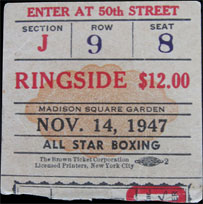 ENTER AT 50th STREET
SECTION ROW SEAT
J 9 8
RINGSIDE $12.00
MADISON SQUARE GARDEN
NOV. 14, 1947
ALL STAR BOXING
The Brown Ticket Corporation
Licensed Printers, New York City
2